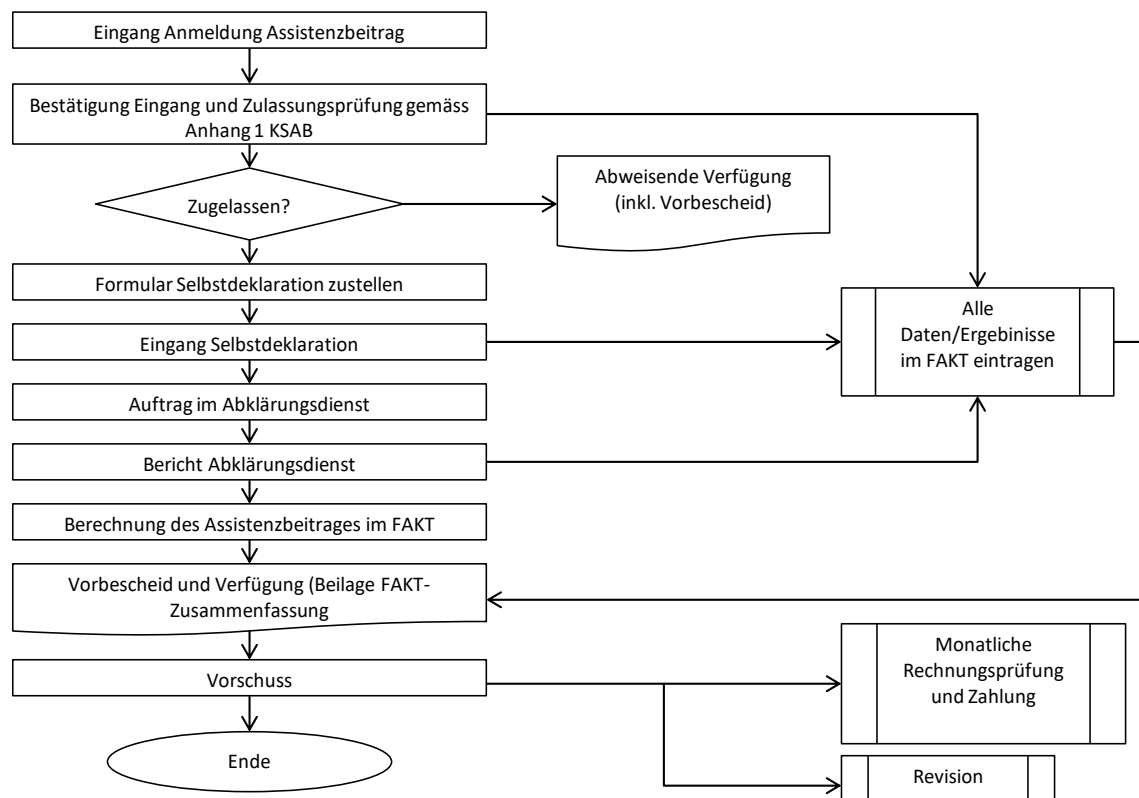 Eingang Anmeldung Assistenzbeitrag
Bestätigung Eingang und Zulassungsprüfung gemäss
Anhang 1 KSAB
Zugelassen?
Abweisende Verfügung
(inkl. Vorbescheid)
Formular Selbstdeklaration zustellen
Eingang Selbstdeklaration
Alle
Daten/Ergebinisse
im FAKT eintragen
Auftrag im Abklärungsdienst
Bericht Abklärungsdienst
Berechnung des Assistenzbeitrages im FAKT
Vorbescheid und Verfügung (Beilage FAKT-
Zusammenfassung
Vorschuss
Monatliche
Rechnungsprüfung
und Zahlung
Ende
Revision